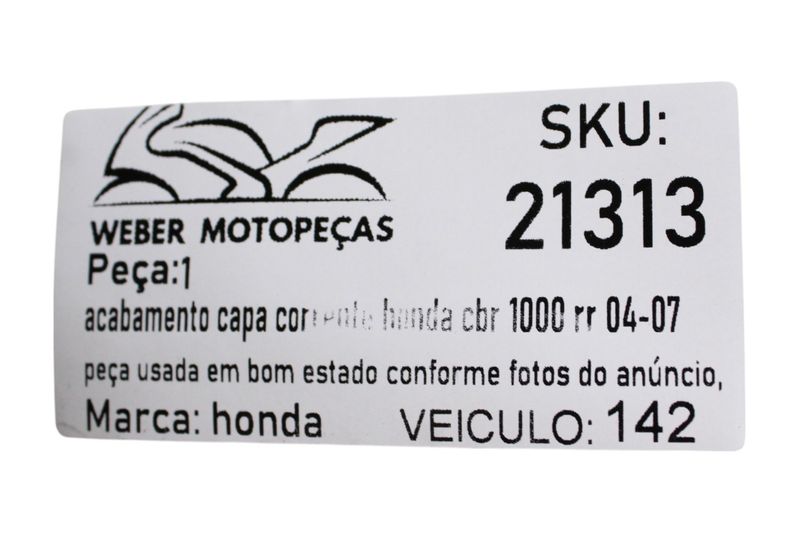 WEBER MOTOPEÇAS
SKU:
21313
Peça:1
acabamento capa corrente honda cbr 1000 rr 04-07
peça usada em bom estado conforme fotos do anúncio,
Marca: honda
VEICULO: 142